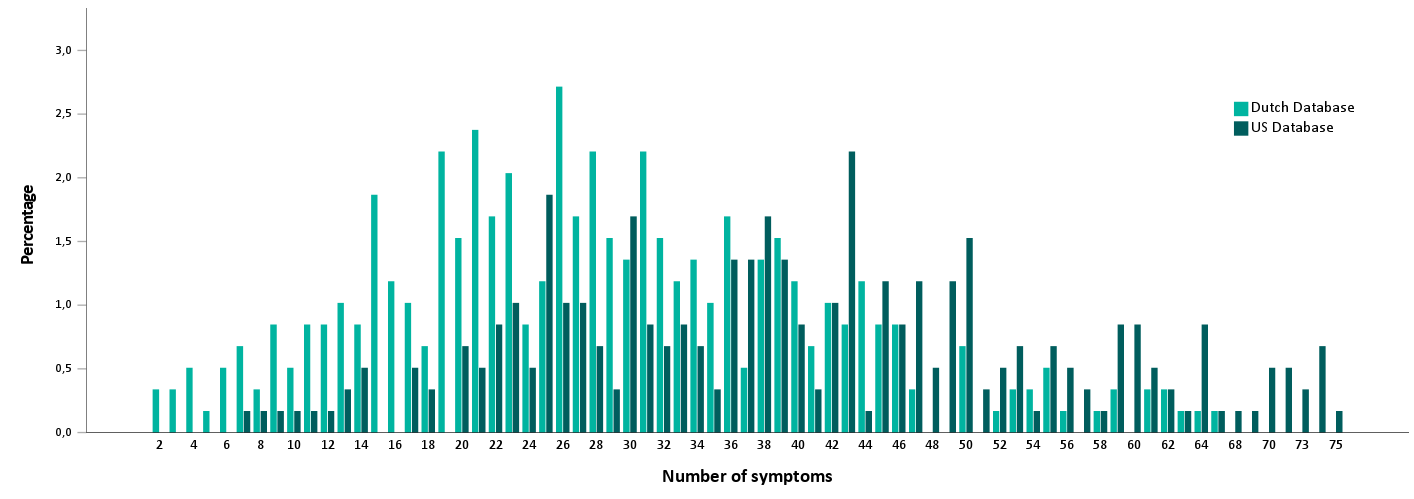 3,0
2,5
2,0
1,5
1,0
0,5
0,0
Percentage
Dutch Database
US Database
2 4 6 8 10 12 14 16 18 20 22 24 26 28 30 32 34 36 38 40 42 44 46 48 50 52 54 56 58 60 62 64 68 70 73 75
Number of symptoms